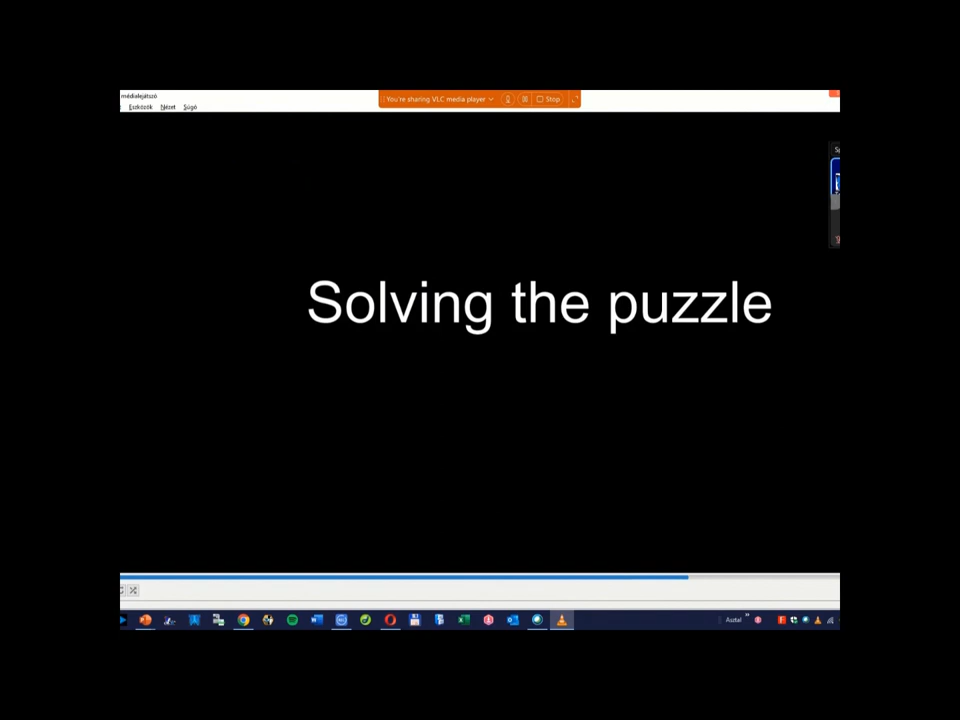 médialejátszó
Eszközök Nézet Súgó
You're sharing VLC media player
Stop
Solving the puzzle
Asztal